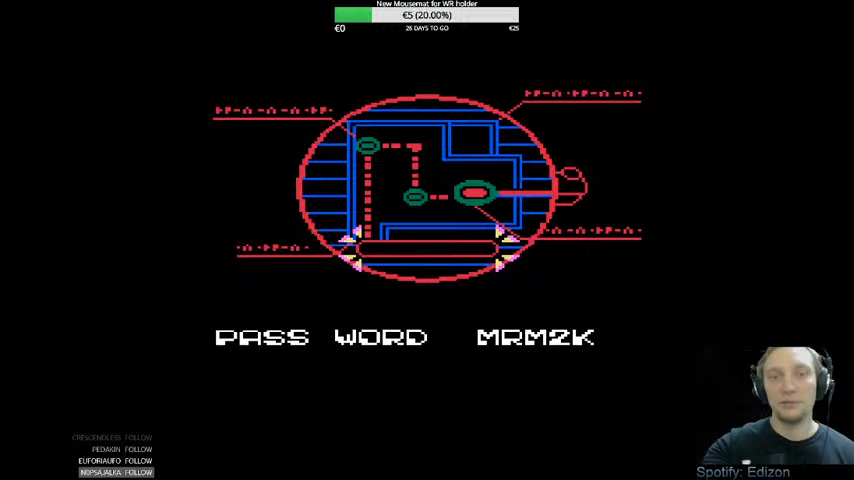 New Mousemat for WR holder
€5 (20.00%)
€0 26 DAYS TO GO €25
PASS WORD MRM2K
CRESCENDLESS FOLLOW
PEDAKIN FOLLOW
EUFORIAUFO FOLLOW
N0PSAJALKA FOLLOW
Spotify: Edizon